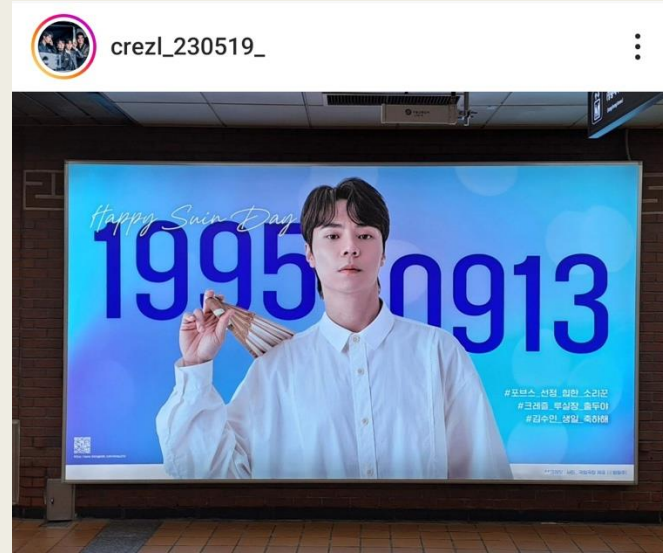 crezl_230519_
Happy Suin Day
1995 0913
#포브스_선정_힙한_소리꾼
#크레즐_루실장_홀두야
#김수인_생일_축하해